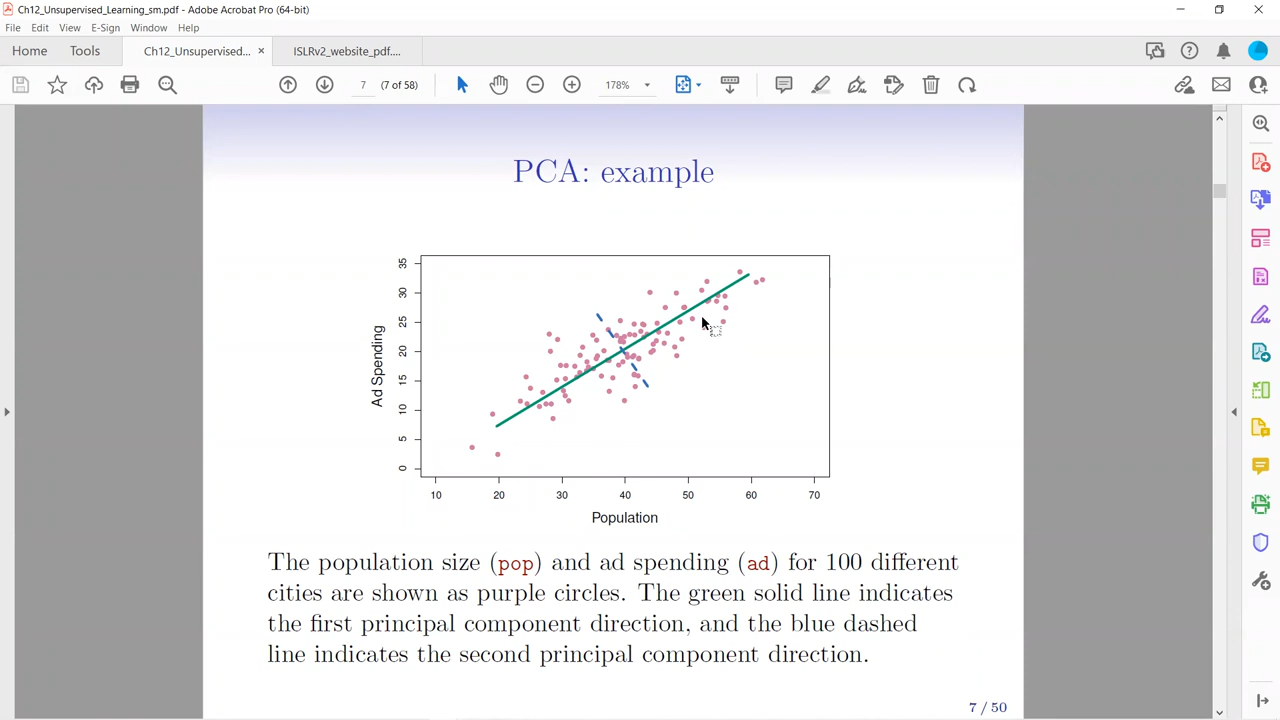 Ch12_Unsupervised_Learning_sm.pdf - Adobe Acrobat Pro (64-bit)
File Edit View E-Sign Window Help
Home Tools Ch12_Unsupervised... × ISLRv2_website_pdf....
7 (7 of 58) 178%
PCA: example
35
30
25
20
15
10
5
0
Ad Spending
10 20 30 40 50 60 70
Population
The population size (pop) and ad spending (ad) for 100 different
cities are shown as purple circles. The green solid line indicates
the first principal component direction, and the blue dashed
line indicates the second principal component direction.
7 / 50